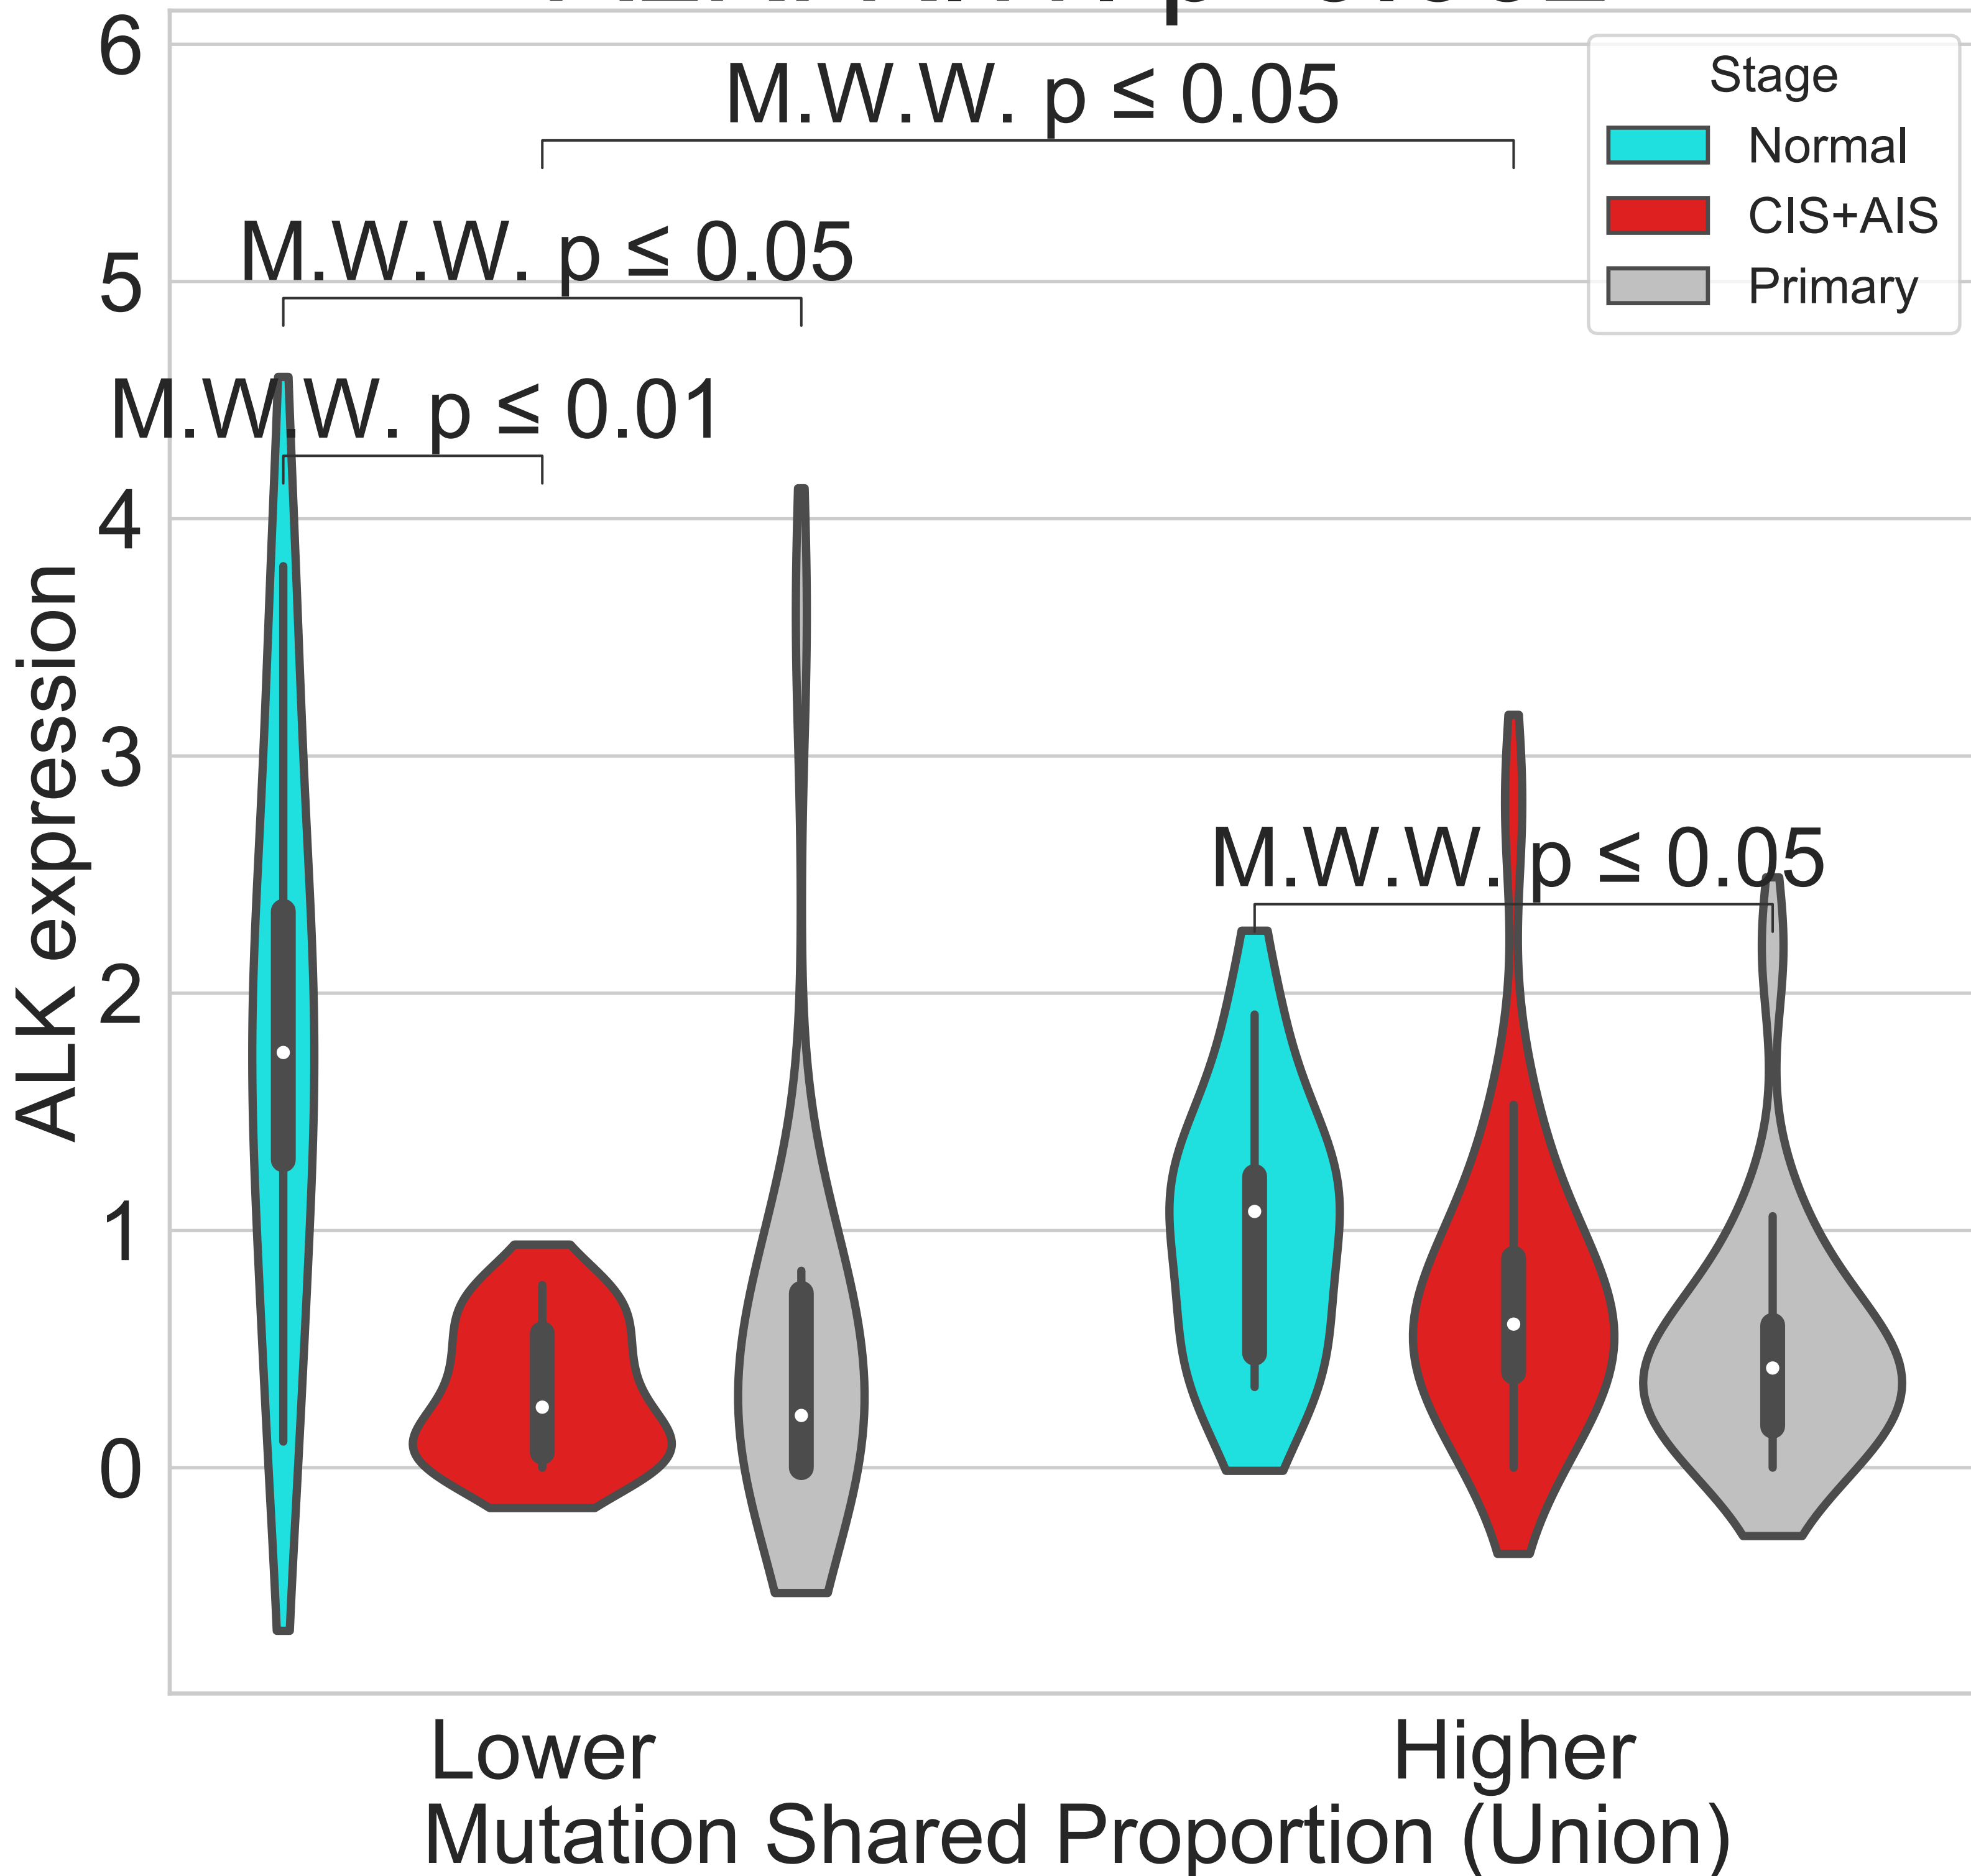 6
M.W.W. p ≤ 0.05
Stage
Normal
CIS+AIS
Primary
M.W.W. p ≤ 0.05
5
M.W.W. p ≤ 0.01
4
3
M.W.W. p ≤ 0.05
2
1
0
ALK expression
Lower
Higher
Mutation Shared Proportion (Union)